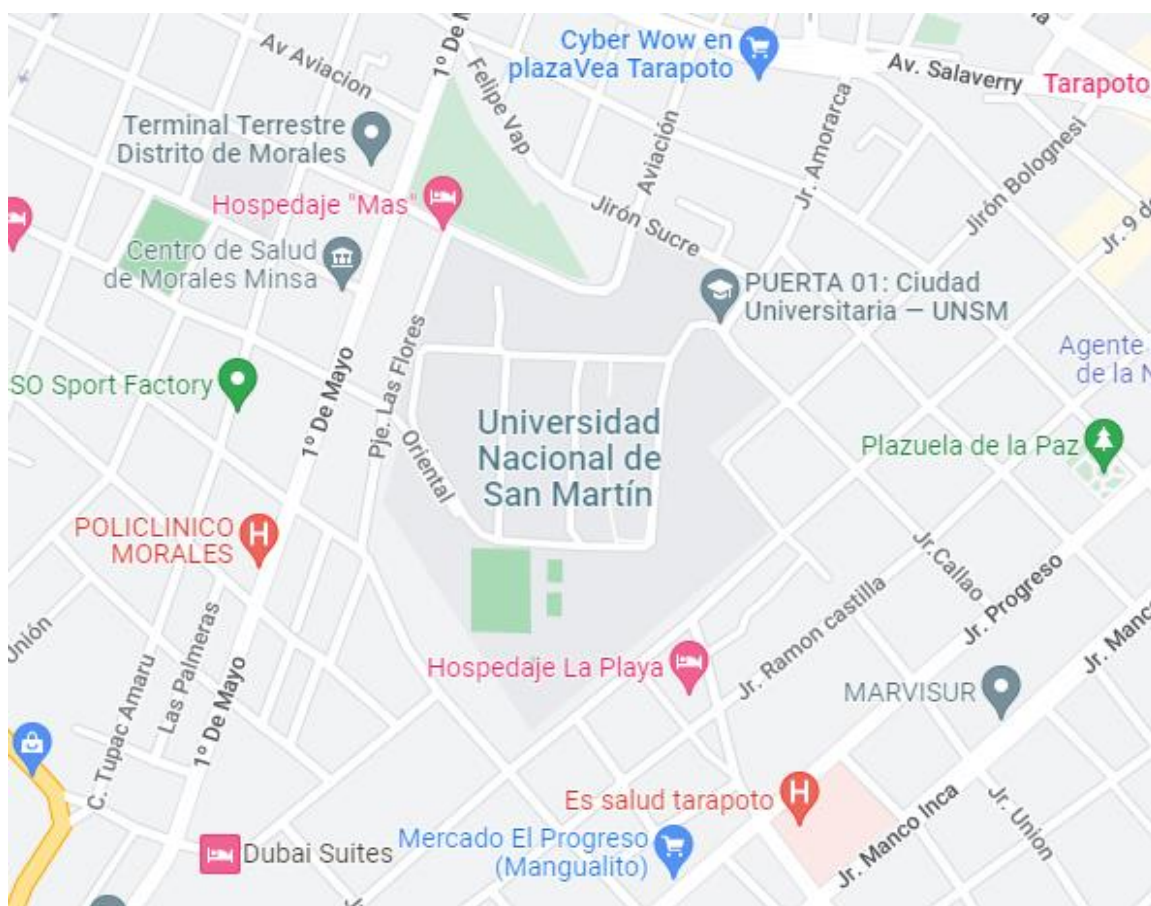 1º De M
Av Aviacion
Felipe Vap
Cyber Wow en
plazaVea Tarapoto
Av. Salaverry
Tarapoto
Terminal Terrestre
Distrito de Morales
Aviación
Jr. Amorarca
Jirón Bolognesi
Hospedaje "Mas"
Jirón Sucre
Jr. 9 de
Centro de Salud
de Morales Minsa
PUERTA 01: Ciudad
Universitaria – UNSM
Agente
de la N
SO Sport Factory
1º De Mayo
Pje. Las Flores
Oriental
Universidad
Nacional de
San Martín
Plazuela de la Paz
POLICLINICO
MORALES
H
Jr.Callao
Jr. Progreso
Unión
Las Palmeras
C. Tupac Amaru
1º De Mayo
Hospedaje La Playa
Jr. Ramon castilla
Jr. Manc
MARVISUR
Es salud tarapoto
H
Jr. Manco Inca
Jr. Union
Dubai Suites
Mercado El Progreso
(Mangualito)